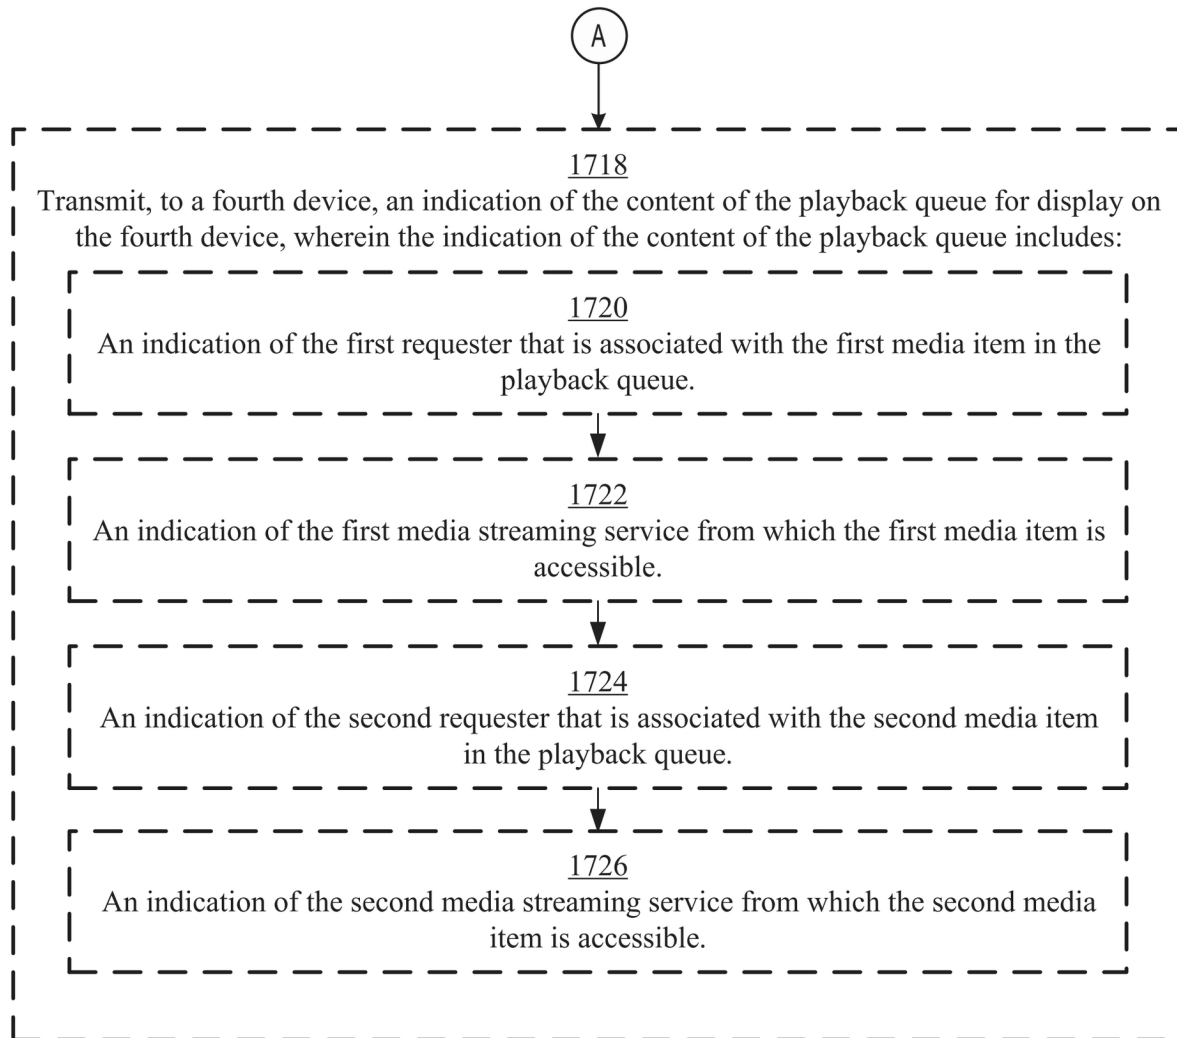 A
1718
Transmit, to a fourth device, an indication of the content of the playback queue for display on
the fourth device, wherein the indication of the content of the playback queue includes:
1720
An indication of the first requester that is associated with the first media item in the
playback queue.
1722
An indication of the first media streaming service from which the first media item is
accessible.
1724
An indication of the second requester that is associated with the second media item
in the playback queue.
1726
An indication of the second media streaming service from which the second media
item is accessible.